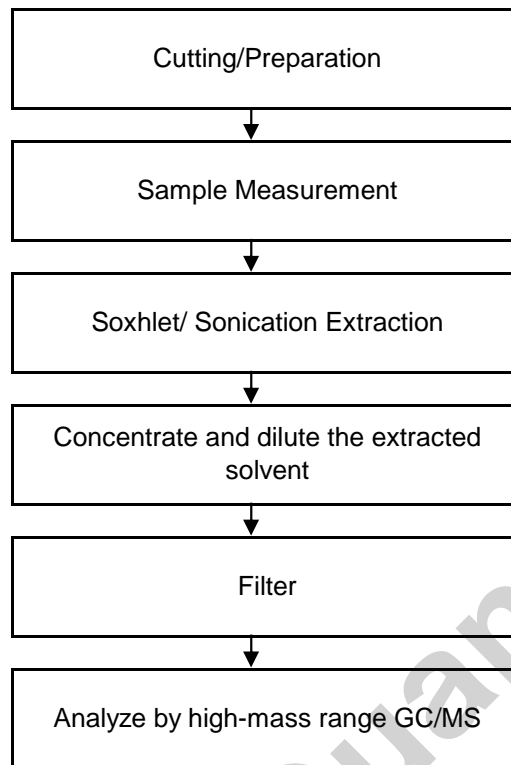 Cutting/Preparation
Sample Measurement
Soxhlet/ Sonication Extraction
Concentrate and dilute the extracted
solvent
Filter
Analyze by high-mass range GC/MS